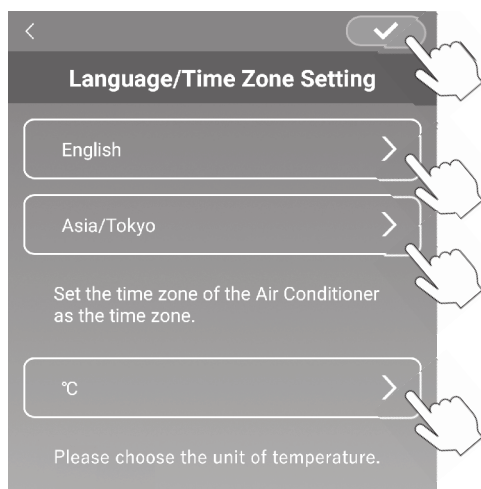 Language/Time Zone Setting
English
Asia/Tokyo
Set the time zone of the Air Conditioner
as the time zone.
℃
Please choose the unit of temperature.